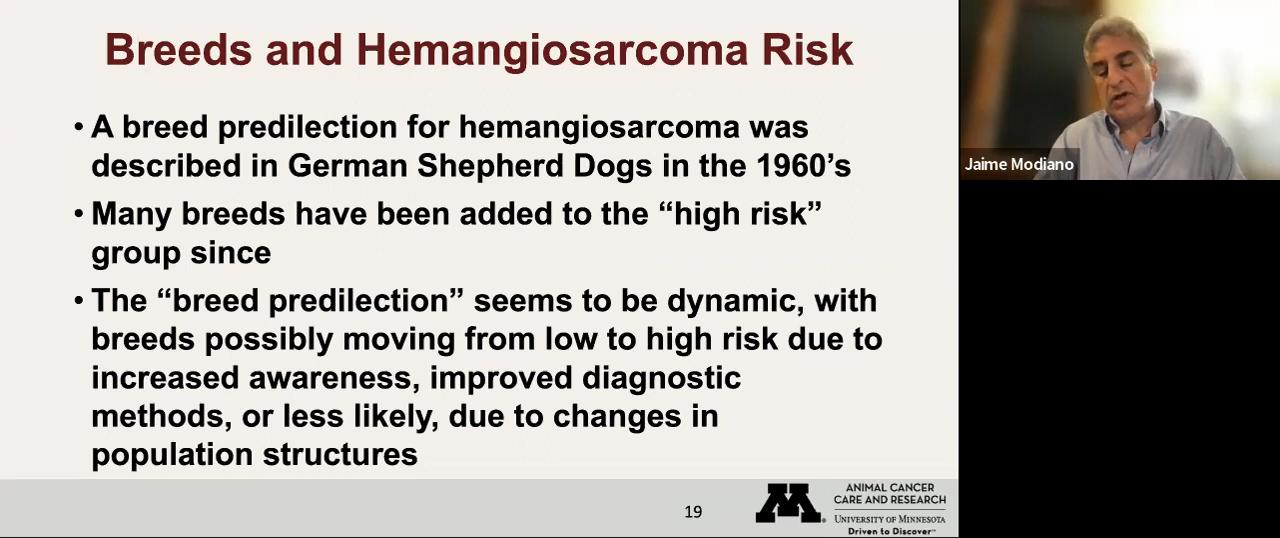 Breeds and Hemangiosarcoma Risk
• A breed predilection for hemangiosarcoma was
described in German Shepherd Dogs in the 1960’s
• Many breeds have been added to the “high risk”
group since
• The “breed predilection” seems to be dynamic, with
breeds possibly moving from low to high risk due to
increased awareness, improved diagnostic
methods, or less likely, due to changes in
population structures
19
M
ANIMAL CANCER
CARE AND RESEARCH
UNIVERSITY OF MINNESOTA
Driven to Discover℠
Jaime Modiano